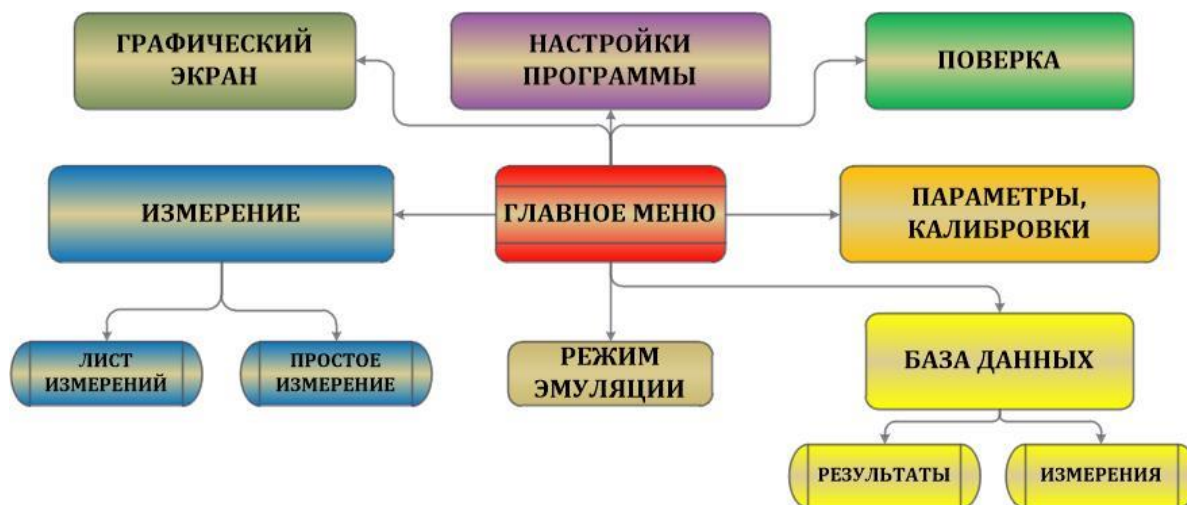 ГРАФИЧЕСКИЙ
ЭКРАН
НАСТРОЙКИ
ПРОГРАММЫ
ПОВЕРКА
ИЗМЕРЕНИЕ
ГЛАВНОЕ МЕНЮ
ПАРАМЕТРЫ,
КАЛИБРОВКИ
ЛИСТ
ИЗМЕРЕНИЙ
ПРОСТОЕ
ИЗМЕРЕНИЕ
РЕЖИМ
ЭМУЛЯЦИИ
БАЗА ДАННЫХ
РЕЗУЛЬТАТЫ
ИЗМЕРЕНИЯ